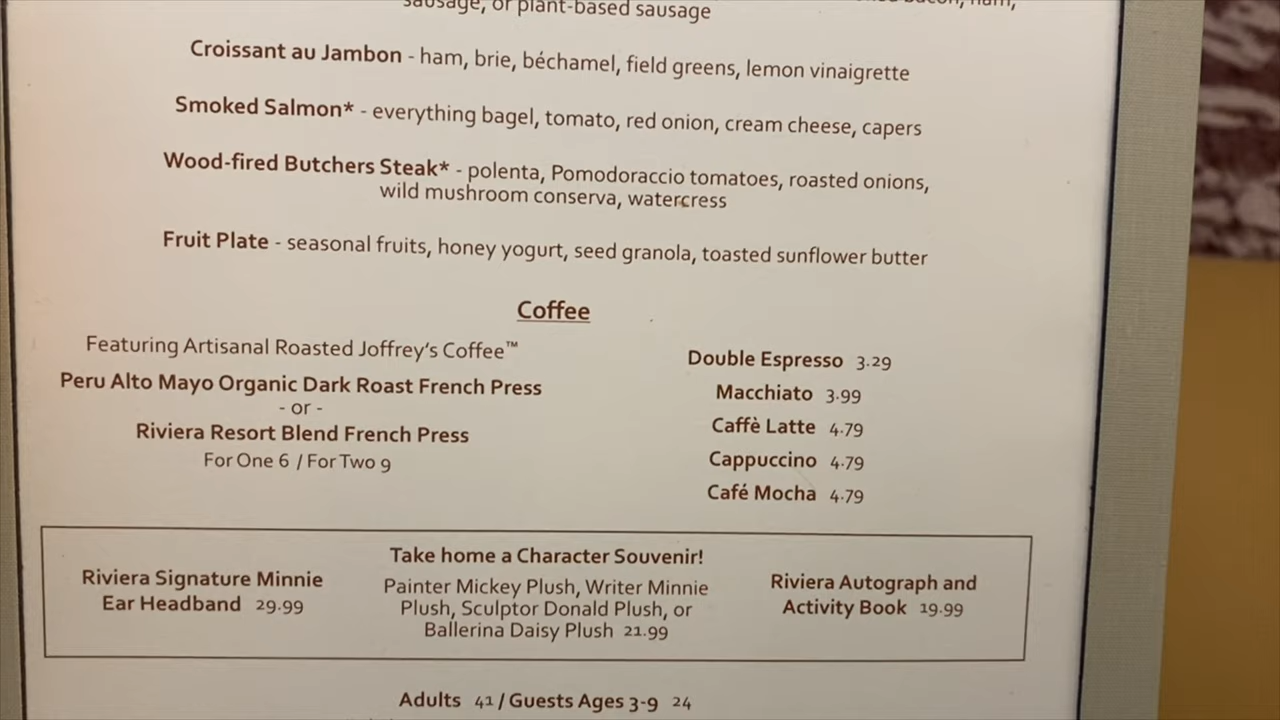 sausage, or plant-based sausage
Croissant au Jambon - ham, brie, béchamel, field greens, lemon vinaigrette
Smoked Salmon* - everything bagel, tomato, red onion, cream cheese, capers
Wood-fired Butchers Steak* - polenta, Pomodoraccio tomatoes, roasted onions,
wild mushroom conserva, watercress
Fruit Plate - seasonal fruits, honey yogurt, seed granola, toasted sunflower butter
Coffee
Featuring Artisanal Roasted Joffrey's Coffee™
Peru Alto Mayo Organic Dark Roast French Press
- or -
Riviera Resort Blend French Press
For One 6 / For Two 9
Double Espresso 3.29
Macchiato 3.99
Caffè Latte 4.79
Cappuccino 4.79
Café Mocha 4.79
Take home a Character Souvenir!
Riviera Signature Minnie
Ear Headband 29.99
Painter Mickey Plush, Writer Minnie
Plush, Sculptor Donald Plush, or
Ballerina Daisy Plush 21.99
Riviera Autograph and
Activity Book 19.99
Adults 41 / Guests Ages 3-9 24